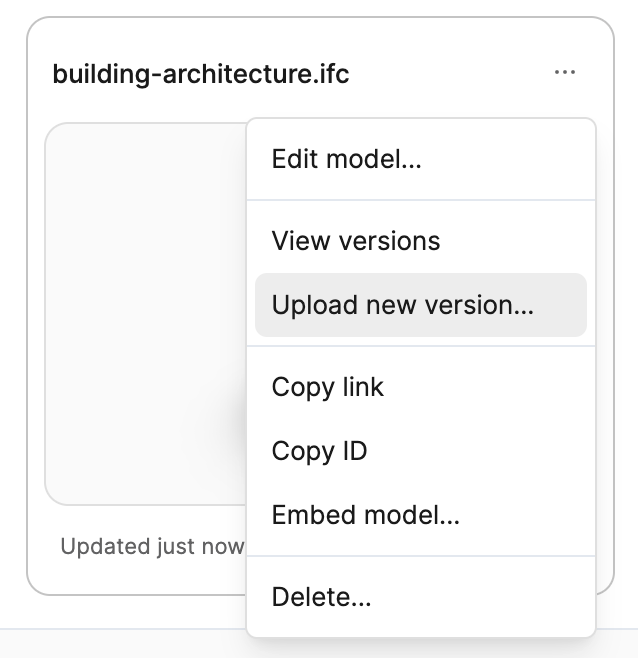 building-architecture.ifc
Edit model...
View versions
Upload new version...
Copy link
Copy ID
Embed model...
Updated just now
Delete...